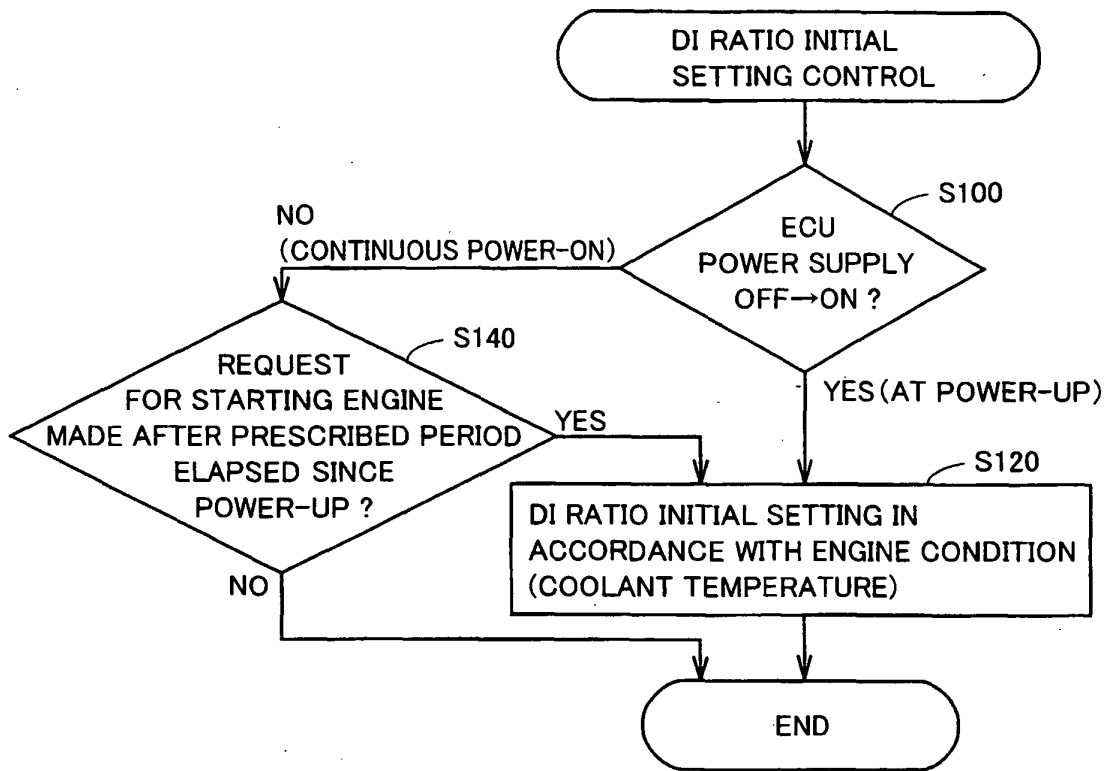 DI RATIO INITIAL
SETTING CONTROL
S100
ECU
POWER SUPPLY
OFF→ON ?
NO
(CONTINUOUS POWER-ON)
YES(AT POWER-UP)
S140
REQUEST
FOR STARTING ENGINE
MADE AFTER PRESCRIBED PERIOD
ELAPSED SINCE
POWER-UP ?
YES
NO
S120
DI RATIO INITIAL SETTING IN
ACCORDANCE WITH ENGINE CONDITION
(COOLANT TEMPERATURE)
END